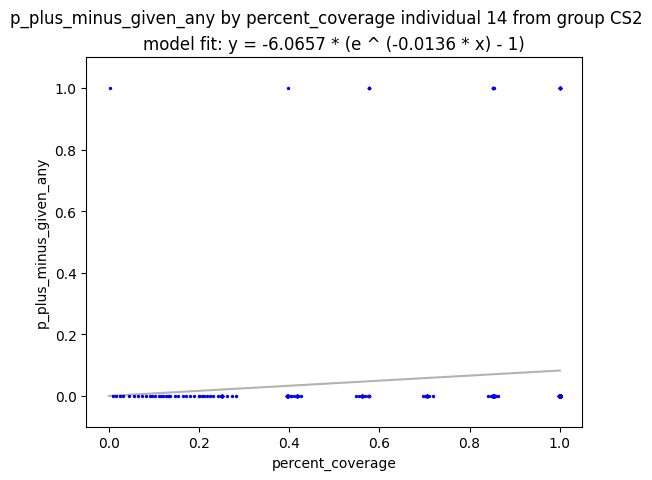 p_plus_minus_given_any by percent_coverage individual 14 from group CS2
model fit: y = -6.0657 * (e ^ (-0.0136 * x) - 1)
1.0
0.8
0.6
0.4
0.2
0.0
p_plus_minus_given_any
0.0 0.2 0.4 0.6 0.8 1.0
percent_coverage